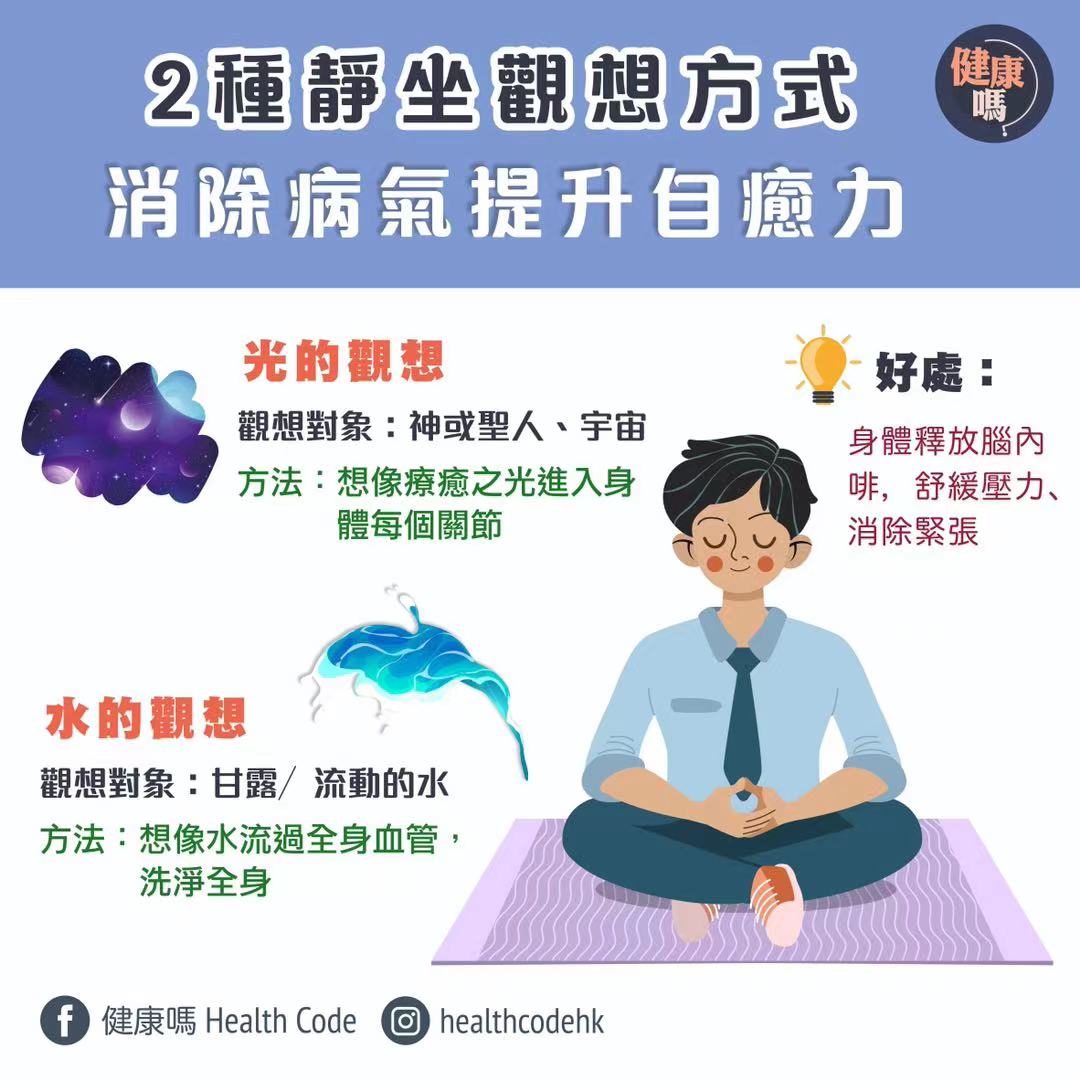 2種靜坐觀想方式
健康嗎?
消除病氣提升自癒力
光的觀想
觀想對象：神或聖人、宇宙
方法：想像療癒之光進入身
體每個關節
好處：
身體釋放腦內
啡，舒緩壓力、
消除緊張
水的觀想
觀想對象：甘露/ 流動的水
方法：想像水流過全身血管，
洗淨全身
健康嗎 Health Code
healthcodehk